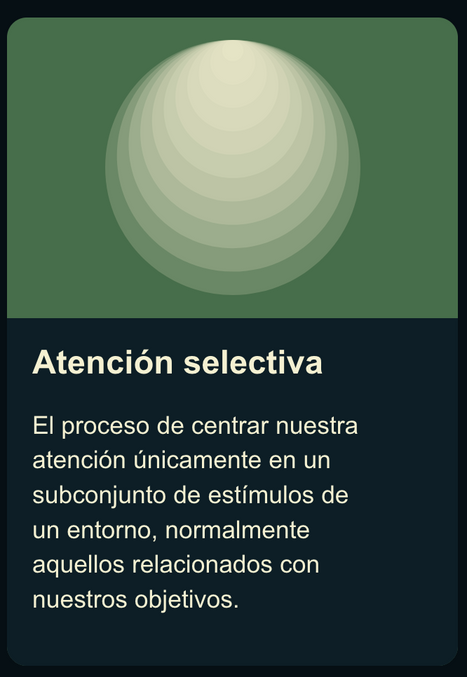 Atención selectiva
El proceso de centrar nuestra
atención únicamente en un
subconjunto de estímulos de
un entorno, normalmente
aquellos relacionados con
nuestros objetivos.